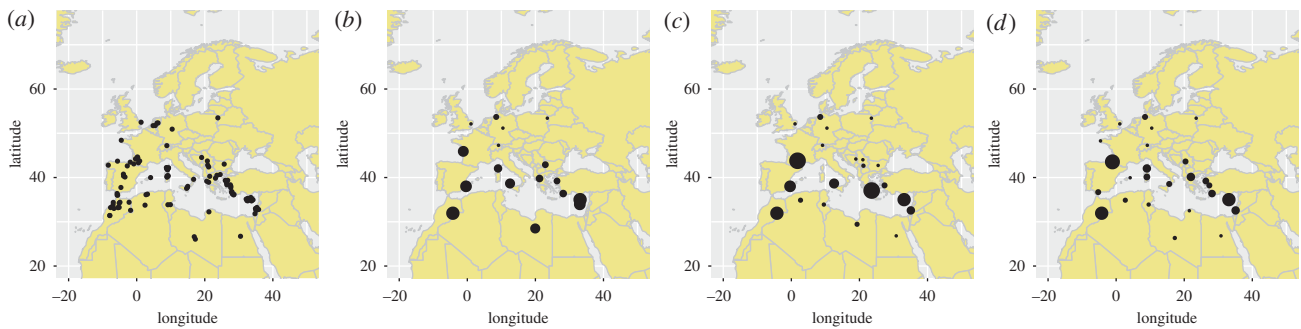 (a) (b) (c) (d)
60 60 60 60
latitude latitude latitude latitude
40 40 40 40
20 20 20 20
–20 0 20 40 –20 0 20 40 –20 0 20 40 –20 0 20 40
longitude longitude longitude longitude